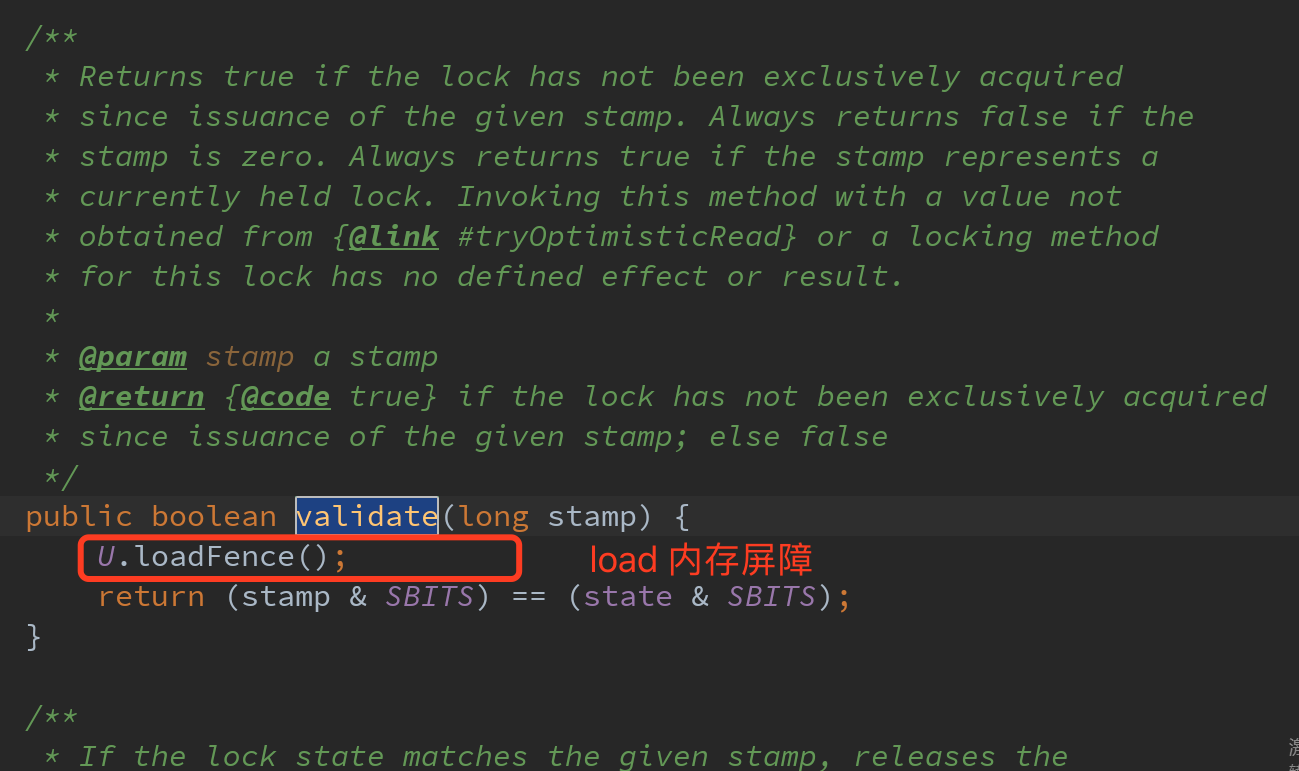 /**
 * Returns true if the lock has not been exclusively acquired
 * since issuance of the given stamp. Always returns false if the
 * stamp is zero. Always returns true if the stamp represents a
 * currently held lock. Invoking this method with a value not
 * obtained from {@link #tryOptimisticRead} or a locking method
 * for this lock has no defined effect or result.
 *
 * @param stamp a stamp
 * @return {@code true} if the lock has not been exclusively acquired
 * since issuance of the given stamp; else false
 */
public boolean validate(long stamp) {
    U.loadFence(); load 内存屏障
    return (stamp & SBITS) == (state & SBITS);
}
/**
 * If the lock state matches the given stamp, releases the